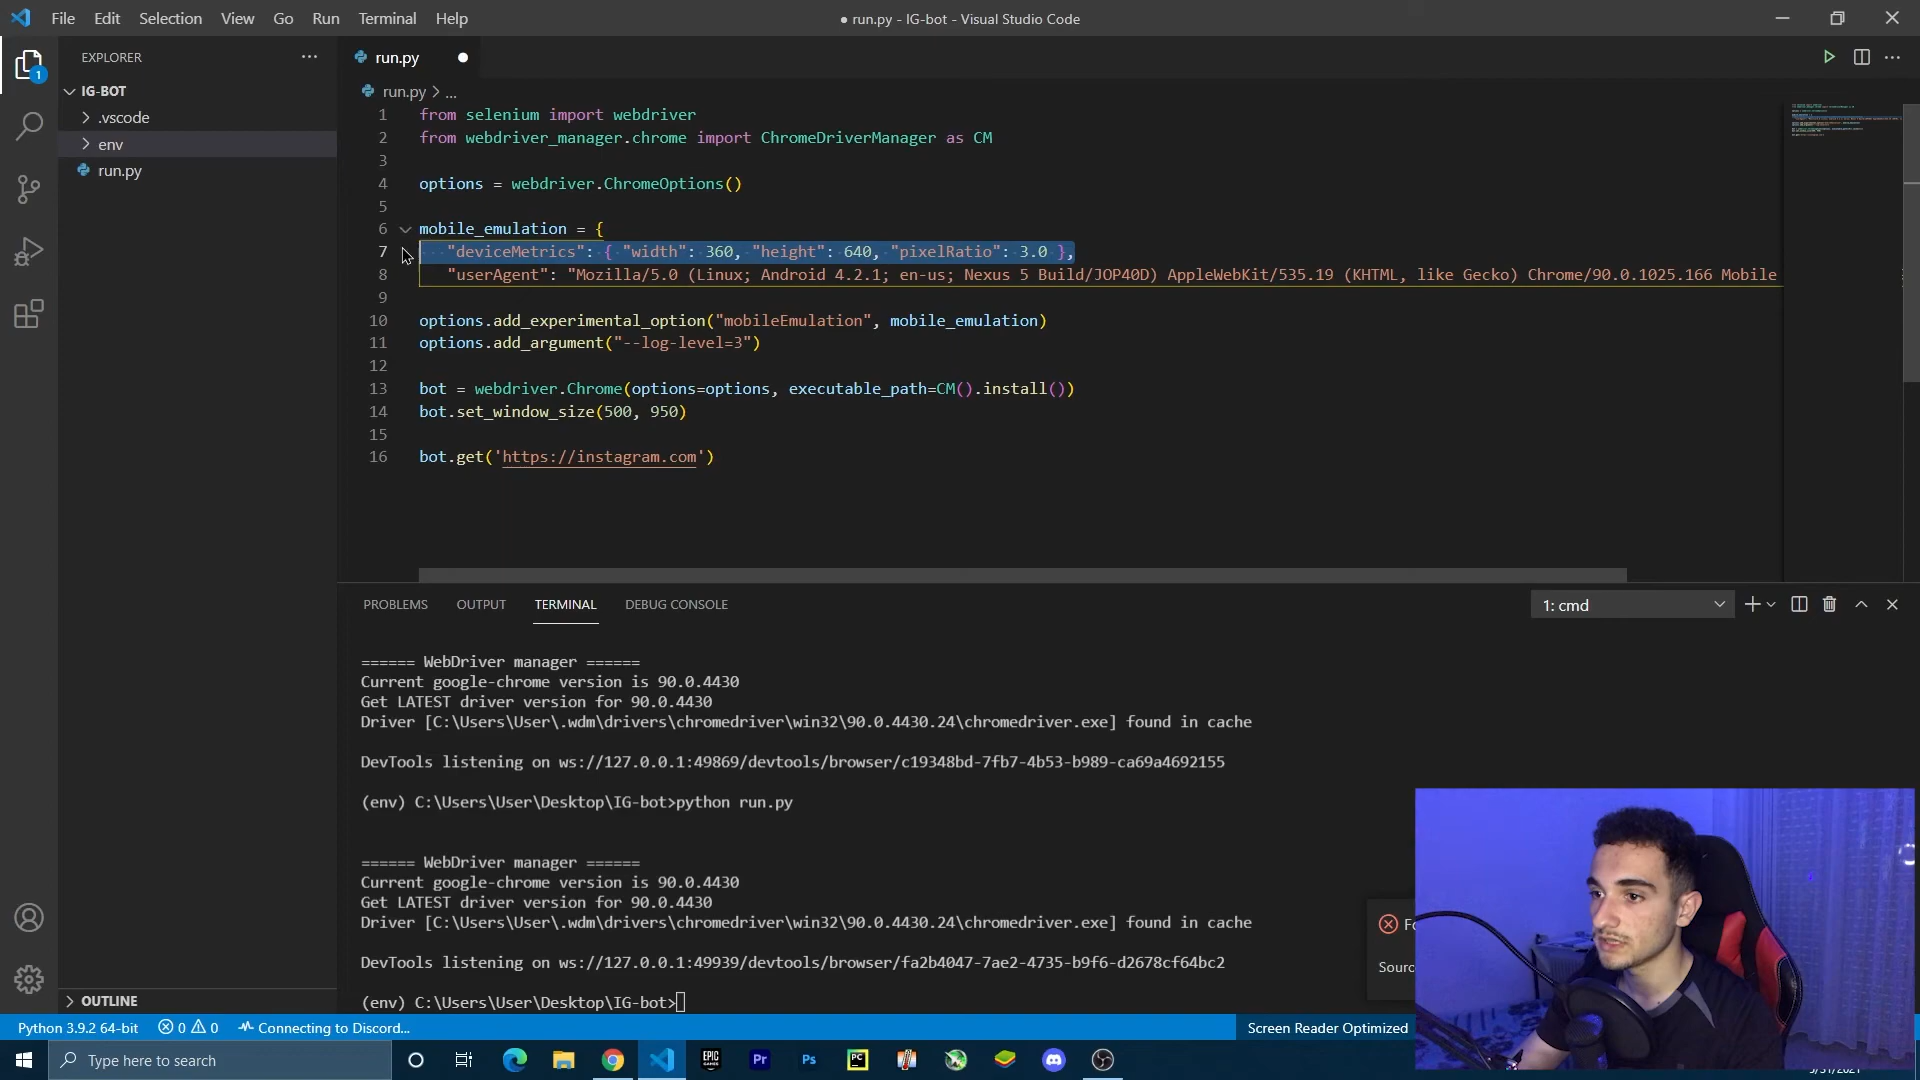 File Edit Selection View Go Run Terminal Help
● run.py - IG-bot - Visual Studio Code
EXPLORER
1
IG-BOT
.vscode
env
run.py
OUTLINE
run.py
run.py > ...
1 from selenium import webdriver
2 from webdriver_manager.chrome import ChromeDriverManager as CM
3
4 options = webdriver.ChromeOptions()
5
6 mobile_emulation = {
7 "deviceMetrics": { "width": 360, "height": 640, "pixelRatio": 3.0 },
8 "userAgent": "Mozilla/5.0 (Linux; Android 4.2.1; en-us; Nexus 5 Build/JOP40D) AppleWebKit/535.19 (KHTML, like Gecko) Chrome/90.0.1025.166 Mobile
9
10 options.add_experimental_option("mobileEmulation", mobile_emulation)
11 options.add_argument("--log-level=3")
12
13 bot = webdriver.Chrome(options=options, executable_path=CM().install())
14 bot.set_window_size(500, 950)
15
16 bot.get('https://instagram.com')
PROBLEMS OUTPUT TERMINAL DEBUG CONSOLE
1: cmd
====== WebDriver manager ======
Current google-chrome version is 90.0.4430
Get LATEST driver version for 90.0.4430
Driver [C:\Users\User\.wdm\drivers\chromedriver\win32\90.0.4430.24\chromedriver.exe] found in cache
DevTools listening on ws://127.0.0.1:49869/devtools/browser/c19348bd-7fb7-4b53-b989-ca69a4692155
(env) C:\Users\User\Desktop\IG-bot>python run.py
====== WebDriver manager ======
Current google-chrome version is 90.0.4430
Get LATEST driver version for 90.0.4430
Driver [C:\Users\User\.wdm\drivers\chromedriver\win32\90.0.4430.24\chromedriver.exe] found in cache
DevTools listening on ws://127.0.0.1:49939/devtools/browser/fa2b4047-7ae2-4735-b9f6-d2678cf64bc2
(env) C:\Users\User\Desktop\IG-bot>
Python 3.9.2 64-bit 0 0 Connecting to Discord... Screen Reader Optimized
Type here to search
EPIC GAMES
Pr
Ps
PC